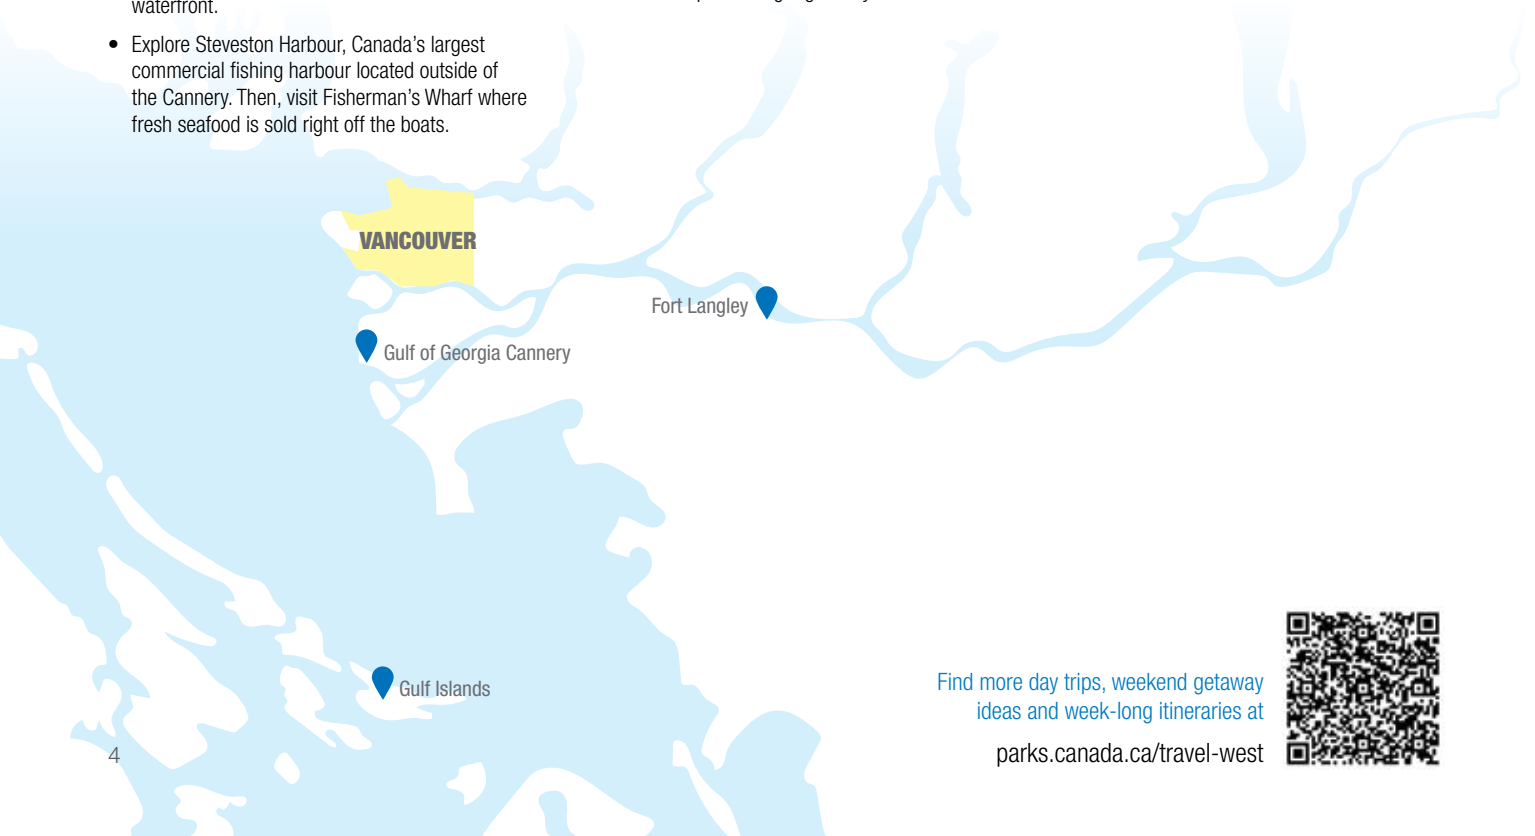 waterfront.
• Explore Steveston Harbour, Canada's largest
commercial fishing harbour located outside of
the Cannery. Then, visit Fisherman's Wharf where
fresh seafood is sold right off the boats.
VANCOUVER
Fort Langley
Gulf of Georgia Cannery
Gulf Islands
Find more day trips, weekend getaway
ideas and week-long itineraries at
parks.canada.ca/travel-west
4